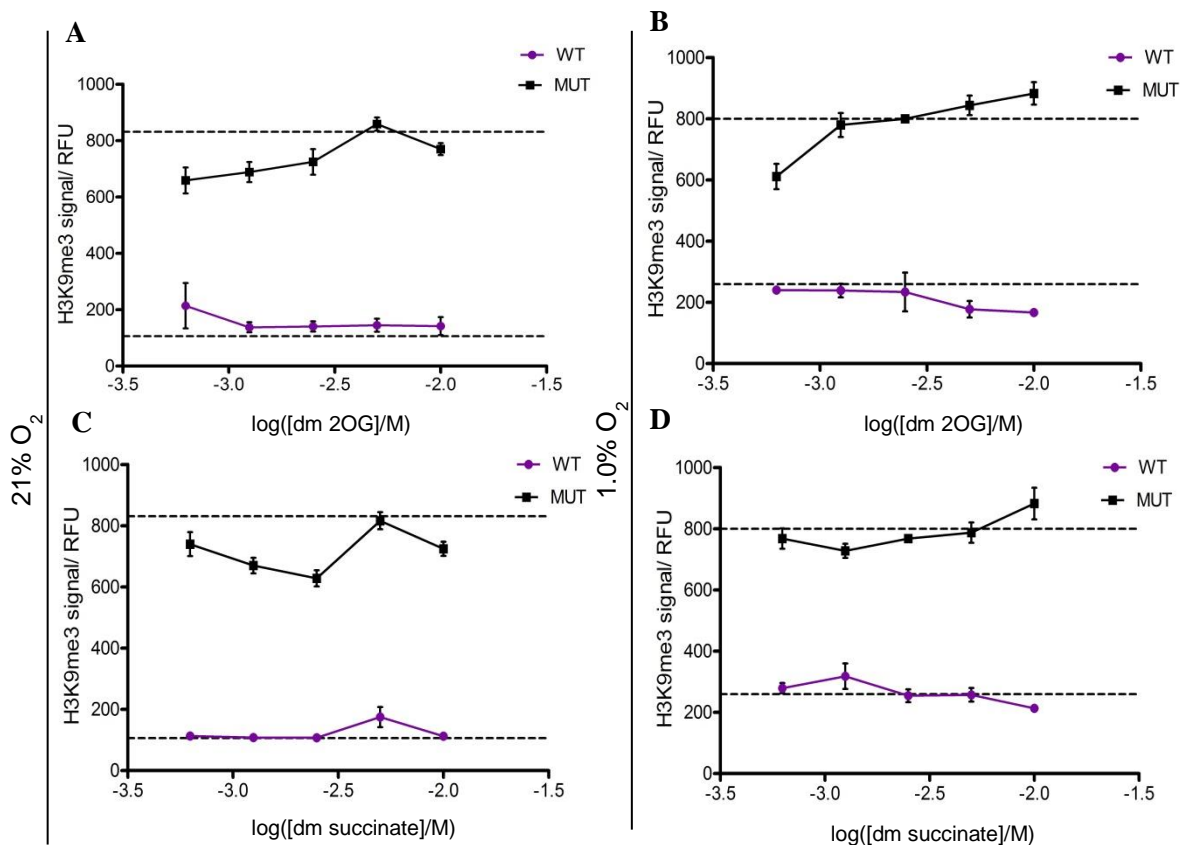 21% O2
A
WT
MUT
H3K9me3 signal/ RFU
1000
800
600
400
200
0
-3.5 -3.0 -2.5 -2.0 -1.5
log([dm 2OG]/M)
C
WT
MUT
H3K9me3 signal/ RFU
1000
800
600
400
200
0
-3.5 -3.0 -2.5 -2.0 -1.5
log([dm succinate]/M)
1.0% O2
B
WT
MUT
H3K9me3 signal/ RFU
1000
800
600
400
200
0
-3.5 -3.0 -2.5 -2.0 -1.5
log([dm 2OG]/M)
D
WT
MUT
H3K9me3 signal/ RFU
1000
800
600
400
200
0
-3.5 -3.0 -2.5 -2.0 -1.5
log([dm succinate]/M)